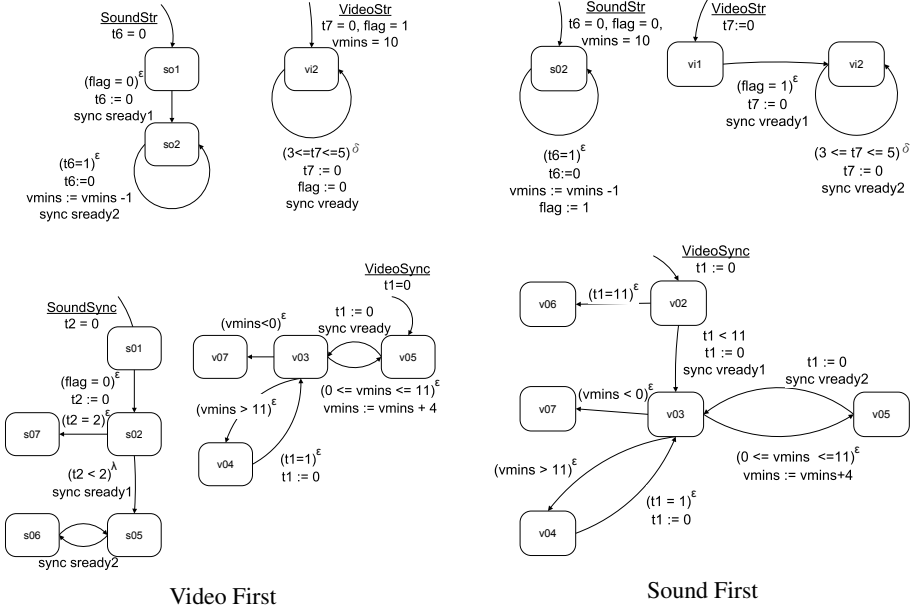 SoundStr
t6 = 0
so1
(flag = 0)ε
t6 := 0
sync sready1
so2
(t6=1)ε
t6:=0
vmins := vmins -1
sync sready2
VideoStr
t7 = 0, flag = 1
vmins = 10
vi2
(3<=t7<=5)δ
t7 := 0
flag := 0
sync vready
SoundStr
t6 = 0, flag = 0,
vmins = 10
s02
(t6=1)ε
t6:=0
vmins := vmins -1
flag := 1
VideoStr
t7:=0
vi1
(flag = 1)ε
t7 := 0
sync vready1
vi2
(3 <= t7 <= 5)δ
t7 := 0
sync vready2
SoundSync
t2 = 0
s01
(flag = 0)ε
t2 := 0
(t2 = 2)ε
s07
s02
(t2 < 2)λ
sync sready1
s06
s05
sync sready2
VideoSync
t1=0
t1 := 0
sync vready
(vmins<0)ε
v07
v03
v05
(0 <= vmins <= 11)ε
vmins := vmins + 4
(vmins > 11)ε
v04
(t1=1)ε
t1 := 0
Video First
VideoSync
t1 := 0
v06
(t1=11)ε
v02
t1 < 11
t1 := 0
sync vready1
t1 := 0
sync vready2
v07
(vmins < 0)ε
v03
v05
(0 <= vmins <=11)ε
vmins := vmins+4
(vmins > 11)ε
(t1 = 1)ε
t1 := 0
v04
Sound First